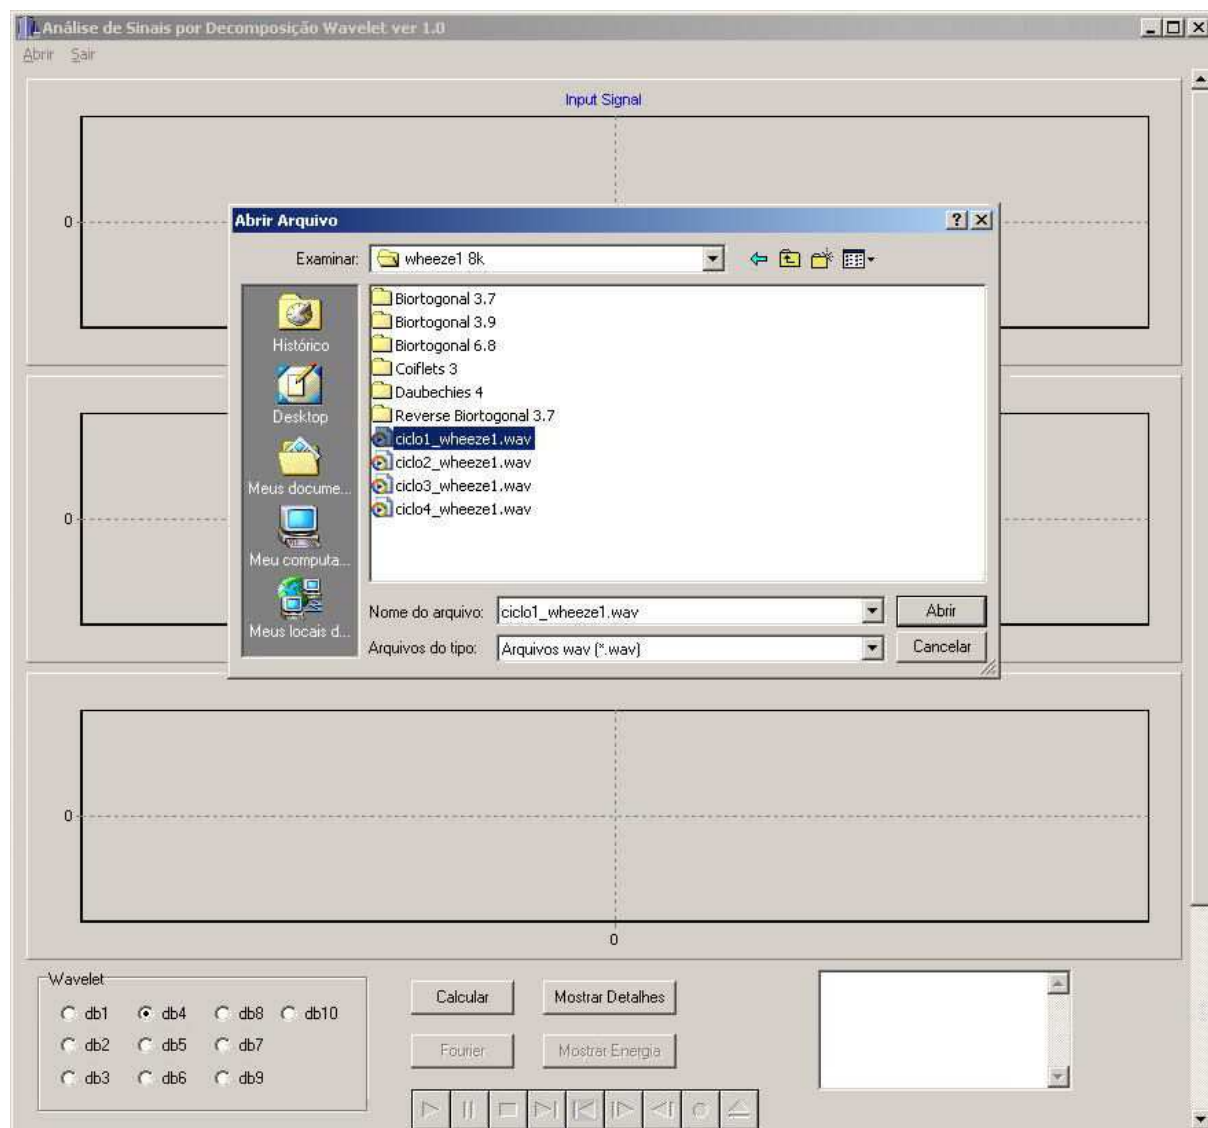 Análise de Sinais por Decomposição Wavelet ver 1.0
Abrir Sair
Input Signal
0
Abrir Arquivo
Examinar: wheeze1 8k
Histórico
Desktop
Meus docume...
Meu computa...
Meus locais d...
Biortogonal 3.7
Biortogonal 3.9
Biortogonal 6.8
Coiflets 3
Daubechies 4
Reverse Biortogonal 3.7
ciclo1_wheeze1.wav
ciclo2_wheeze1.wav
ciclo3_wheeze1.wav
ciclo4_wheeze1.wav
Nome do arquivo: ciclo1_wheeze1.wav Abrir
Arquivos do tipo: Arquivos wav (*.wav) Cancelar
0
0
0
Wavelet
db1 db4 db8 db10
db2 db5 db7
db3 db6 db9
Calcular Mostrar Detalhes
Fourier Mostrar Energia